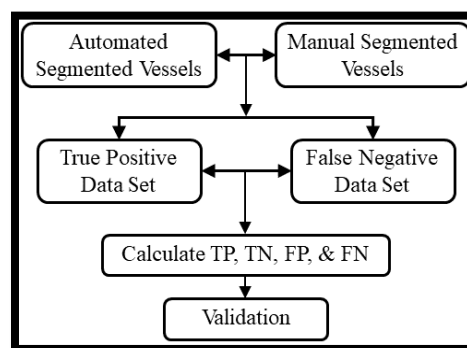 Automated
Segmented Vessels
Manual Segmented
Vessels
True Positive
Data Set
False Negative
Data Set
Calculate TP, TN, FP, & FN
Validation